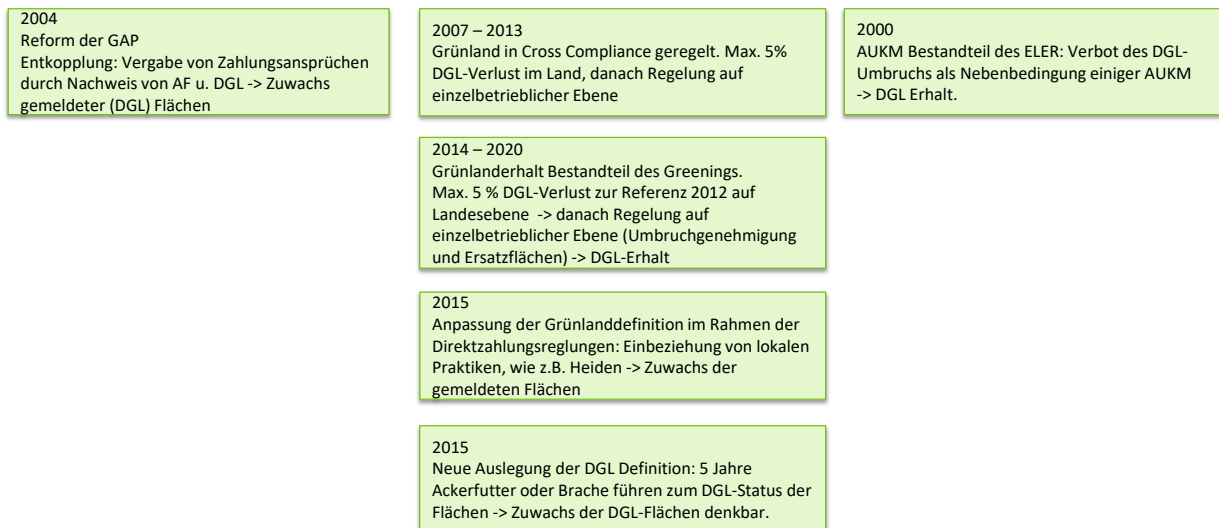 2004
Reform der GAP
Entkopplung: Vergabe von Zahlungsansprüchen
durch Nachweis von AF u. DGL -> Zuwachs
gemeldeter (DGL) Flächen
2007 – 2013
Grünland in Cross Compliance geregelt. Max. 5%
DGL-Verlust im Land, danach Regelung auf
einzelbetrieblicher Ebene
2000
AUKM Bestandteil des ELER: Verbot des DGL-
Umbruchs als Nebenbedingung einiger AUKM
-> DGL Erhalt.
2014 – 2020
Grünlanderhalt Bestandteil des Greenings.
Max. 5 % DGL-Verlust zur Referenz 2012 auf
Landesebene -> danach Regelung auf
einzelbetrieblicher Ebene (Umbruchgenehmigung
und Ersatzflächen) -> DGL-Erhalt
2015
Anpassung der Grünlanddefinition im Rahmen der
Direktzahlungsreglungen: Einbeziehung von lokalen
Praktiken, wie z.B. Heiden -> Zuwachs der
gemeldeten Flächen
2015
Neue Auslegung der DGL Definition: 5 Jahre
Ackerfutter oder Brache führen zum DGL-Status der
Flächen -> Zuwachs der DGL-Flächen denkbar.